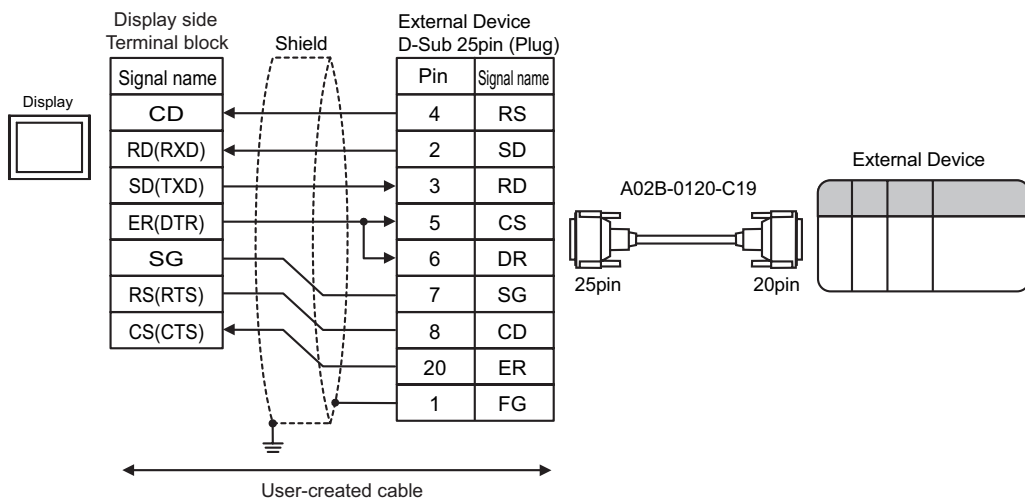 Display side
Terminal block
Shield
External Device
D-Sub 25pin (Plug)
Signal name
Pin
Signal name
Display
CD
4
RS
RD(RXD)
2
SD
SD(TXD)
3
RD
ER(DTR)
5
CS
SG
6
DR
RS(RTS)
7
SG
CS(CTS)
8
CD
20
ER
1
FG
A02B-0120-C19
25pin
20pin
External Device
User-created cable